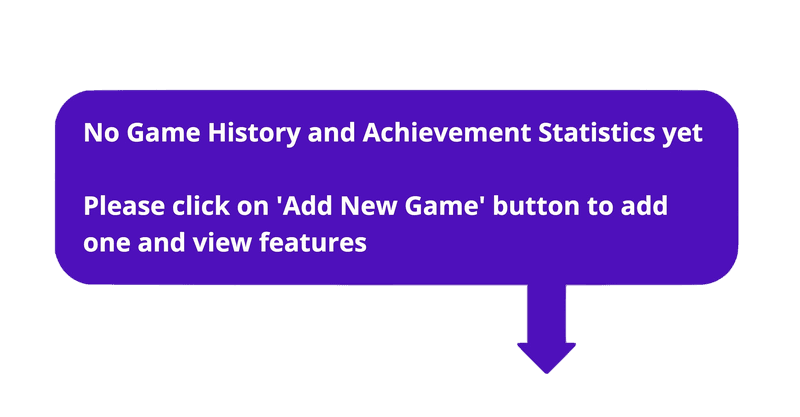 No Game History and Achievement Statistics yet
Please click on 'Add New Game' button to add
one and view features